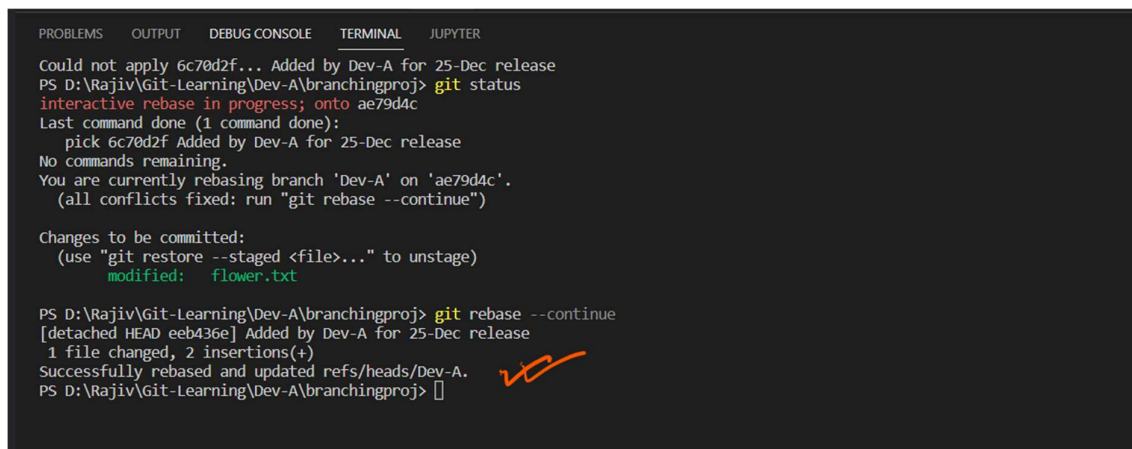 PROBLEMS OUTPUT DEBUG CONSOLE TERMINAL JUPYTER
Could not apply 6c70d2f... Added by Dev-A for 25-Dec release
PS D:\Rajiv\Git-Learning\Dev-A\branchingproj> git status
interactive rebase in progress; onto ae79d4c
Last command done (1 command done):
   pick 6c70d2f Added by Dev-A for 25-Dec release
No commands remaining.
You are currently rebasing branch 'Dev-A' on 'ae79d4c'.
  (all conflicts fixed: run "git rebase --continue")
Changes to be committed:
  (use "git restore --staged <file>..." to unstage)
        modified:   flower.txt
PS D:\Rajiv\Git-Learning\Dev-A\branchingproj> git rebase --continue
[detached HEAD eeb436e] Added by Dev-A for 25-Dec release
 1 file changed, 2 insertions(+)
Successfully rebased and updated refs/heads/Dev-A.
PS D:\Rajiv\Git-Learning\Dev-A\branchingproj>